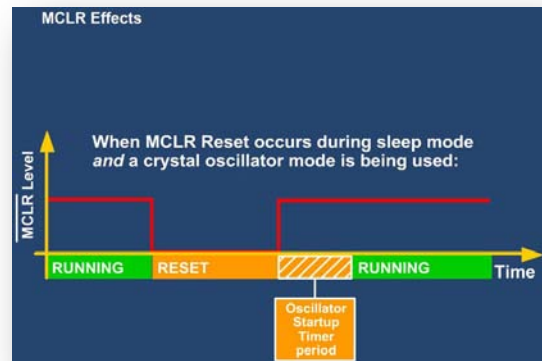 MCLR Effects
When MCLR Reset occurs during sleep mode
and a crystal oscillator mode is being used:
MCLR Level
RUNNING
RESET
RUNNING
Time
Oscillator
Startup
Timer
period